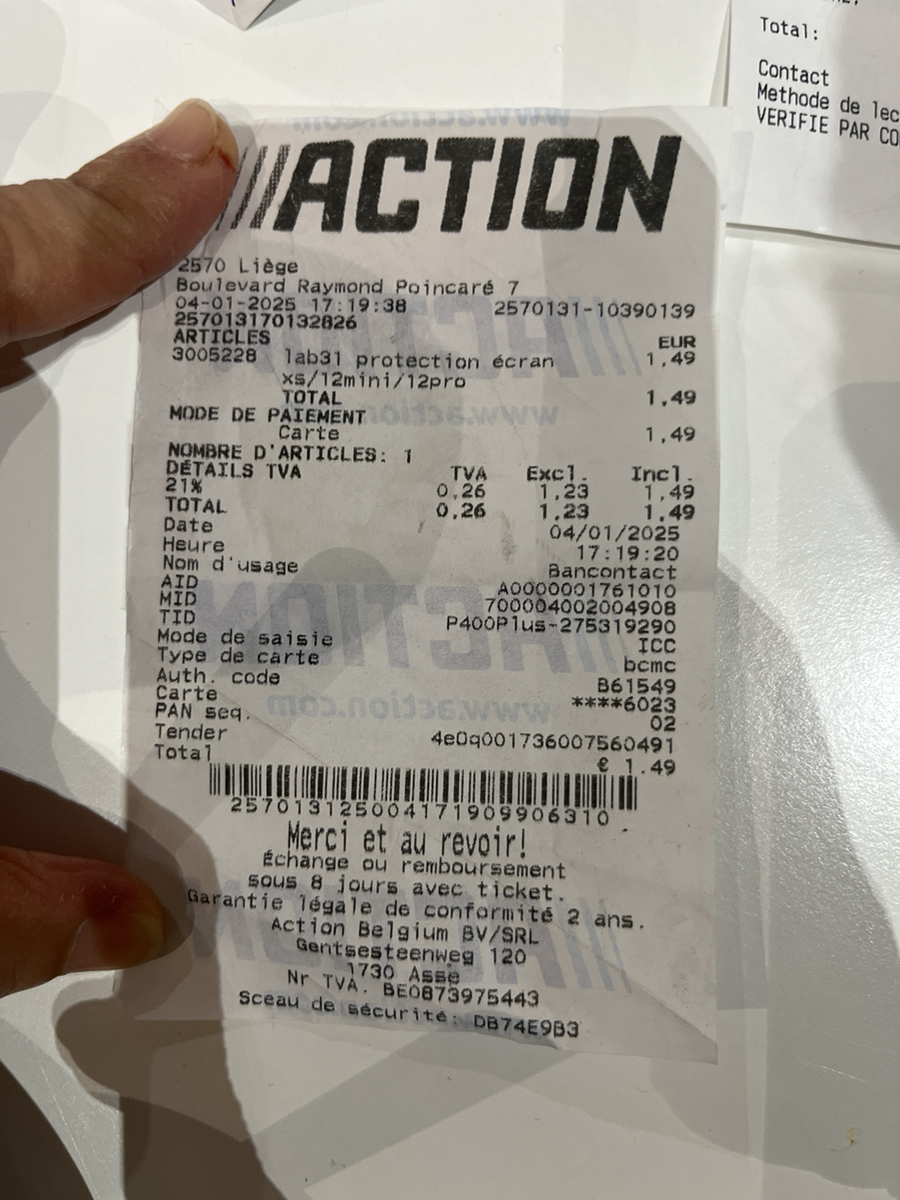 Total:
Contact
Methode de lec
VERIFIE PAR CO
www.action.com
ACTION
2570 Liège
Boulevard Raymond Poincaré 7
04-01-2025 17:19:38 2570131-10390139
257013170132826
ARTICLES EUR
3005228 lab31 protection écran 1,49
xs/12mini/12pro
TOTAL 1,49
MODE DE PAIEMENT
Carte 1,49
NOMBRE D'ARTICLES: 1
DÉTAILS TVA TVA Excl. Incl.
21% 0,26 1,23 1,49
TOTAL 0,26 1,23 1,49
Date 04/01/2025
Heure 17:19:20
Nom d'usage Bancontact
AID A0000001761010
MID 700004002004908
TID P400Plus-275319290
Mode de saisie ICC
Type de carte bcmc
Auth. code B61549
Carte ****6023
PAN seq. 02
Tender 4e0q001736007560491
Total € 1.49
2570131250041719099063​10
Merci et au revoir!
Échange ou remboursement
sous 8 jours avec ticket.
Garantie légale de conformité 2 ans.
Action Belgium BV/SRL
Gentsesteenweg 120
1730 Asse
Nr TVA. BE0873975443
Sceau de sécurité: DB74E9B3